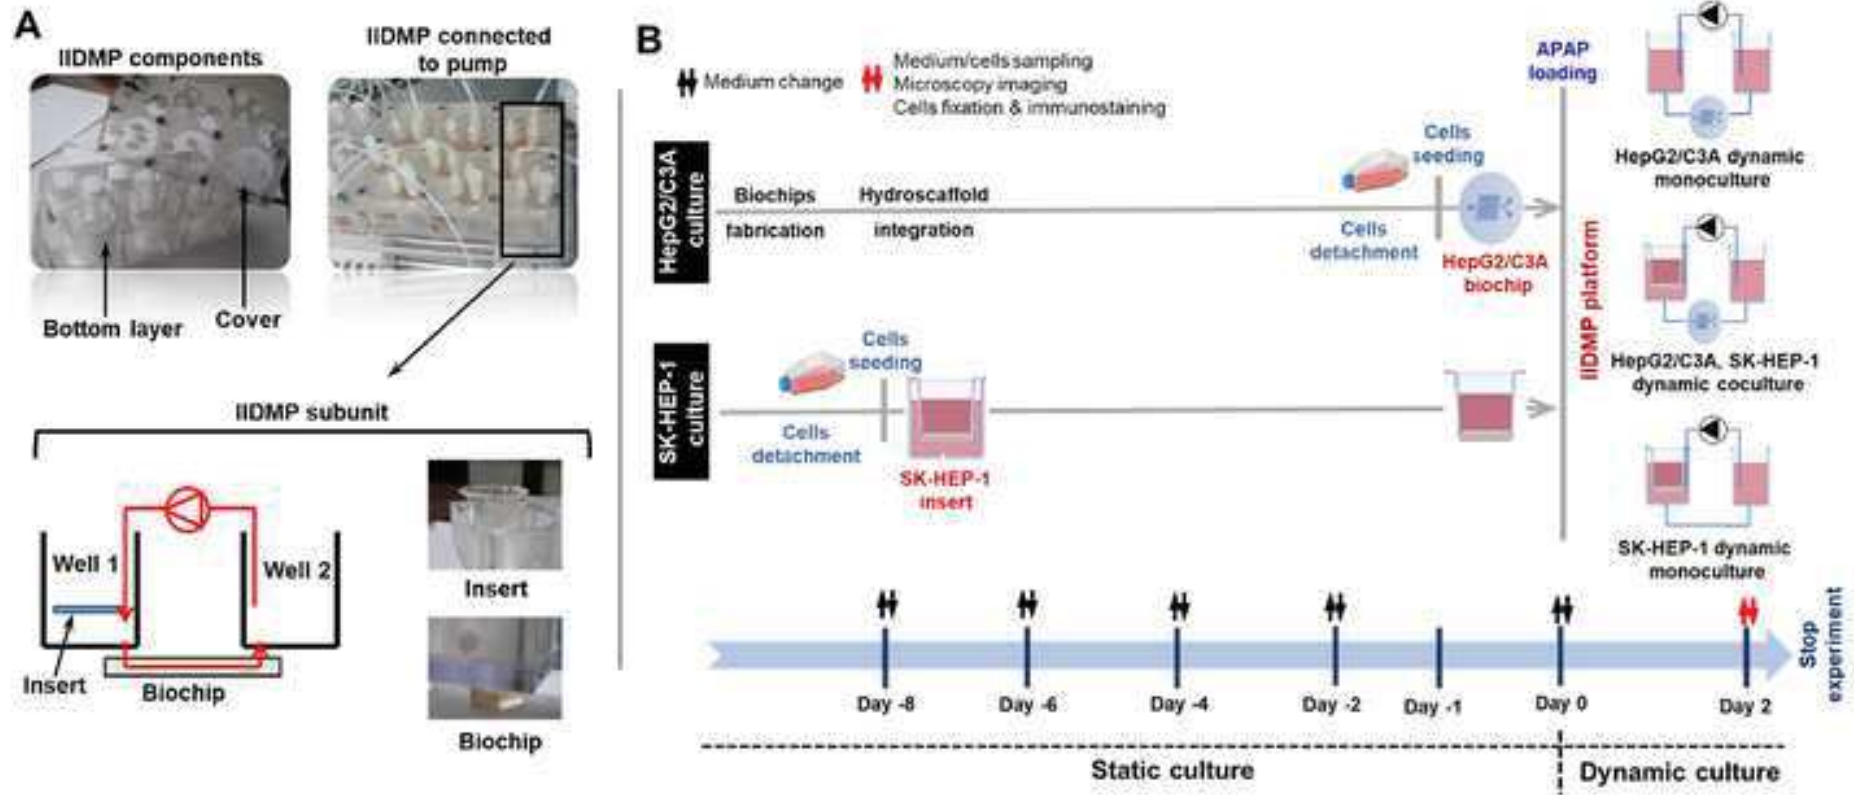 A
IIDMP components
IIDMP connected
to pump
Bottom layer
Cover
IIDMP subunit
Well 1
Well 2
Insert
Biochip
Insert
Biochip
B
Medium change
Medium/cells sampling
Microscopy imaging
Cells fixation & immunostaining
APAP
loading
HepG2/C3A
culture
Biochips
fabrication
Hydroscaffold
integration
Cells
seeding
Cells
detachment
HepG2/C3A
biochip
SK-HEP-1
culture
Cells
seeding
Cells
detachment
SK-HEP-1
insert
IIDMP platform
HepG2/C3A dynamic
monoculture
HepG2/C3A, SK-HEP-1
dynamic coculture
SK-HEP-1 dynamic
monoculture
Day -8
Day -6
Day -4
Day -2
Day -1
Day 0
Day 2
Stop
experiment
Static culture
Dynamic culture